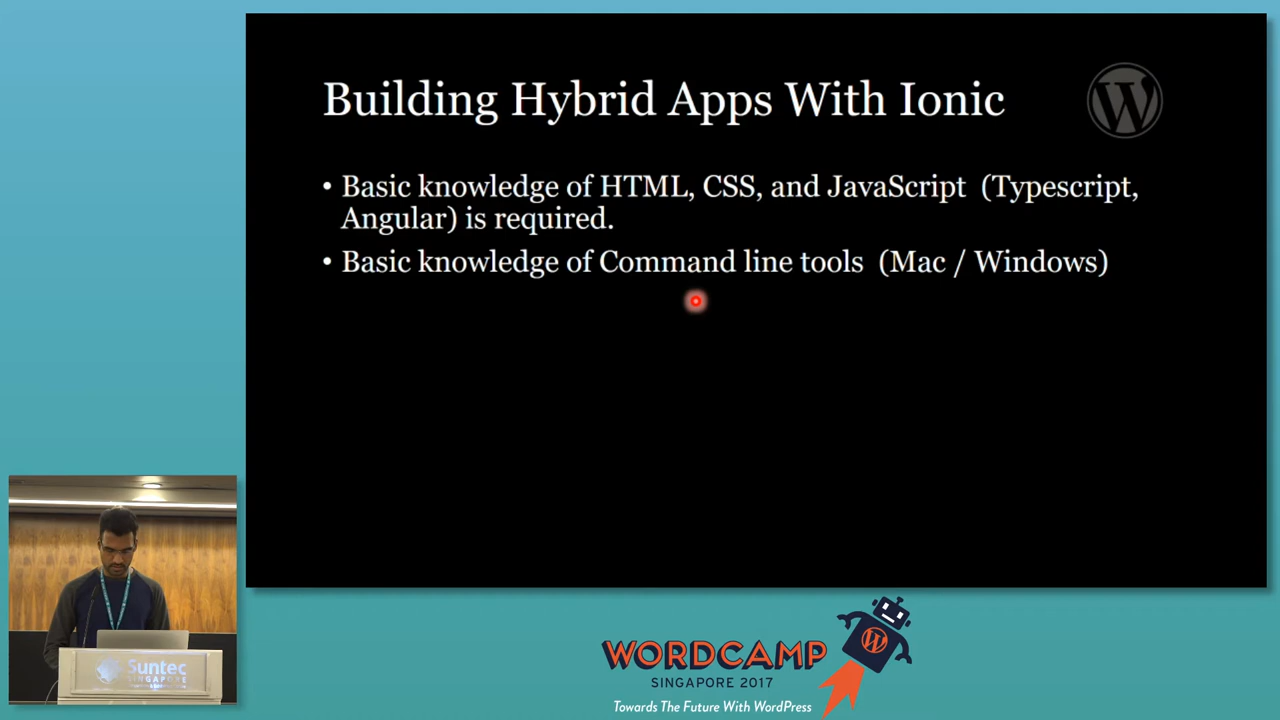 Building Hybrid Apps With Ionic
• Basic knowledge of HTML, CSS, and JavaScript (Typescript,
Angular) is required.
• Basic knowledge of Command line tools (Mac / Windows)
Suntec
SINGAPORE
WORDCAMP
SINGAPORE 2017
Towards The Future With WordPress